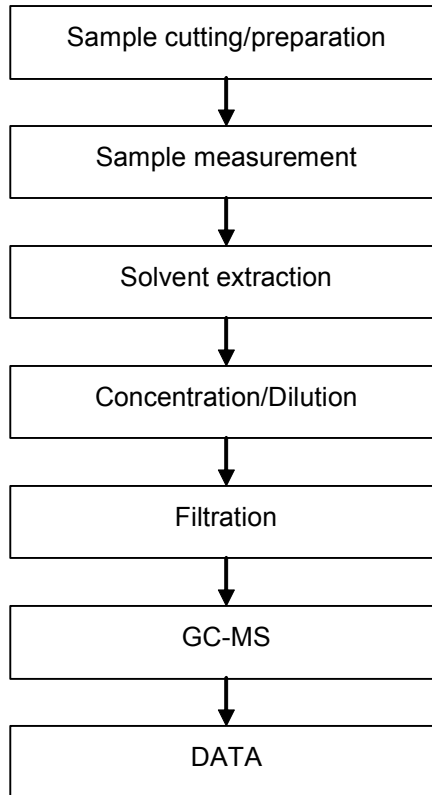 Sample cutting/preparation
Sample measurement
Solvent extraction
Concentration/Dilution
Filtration
GC-MS
DATA